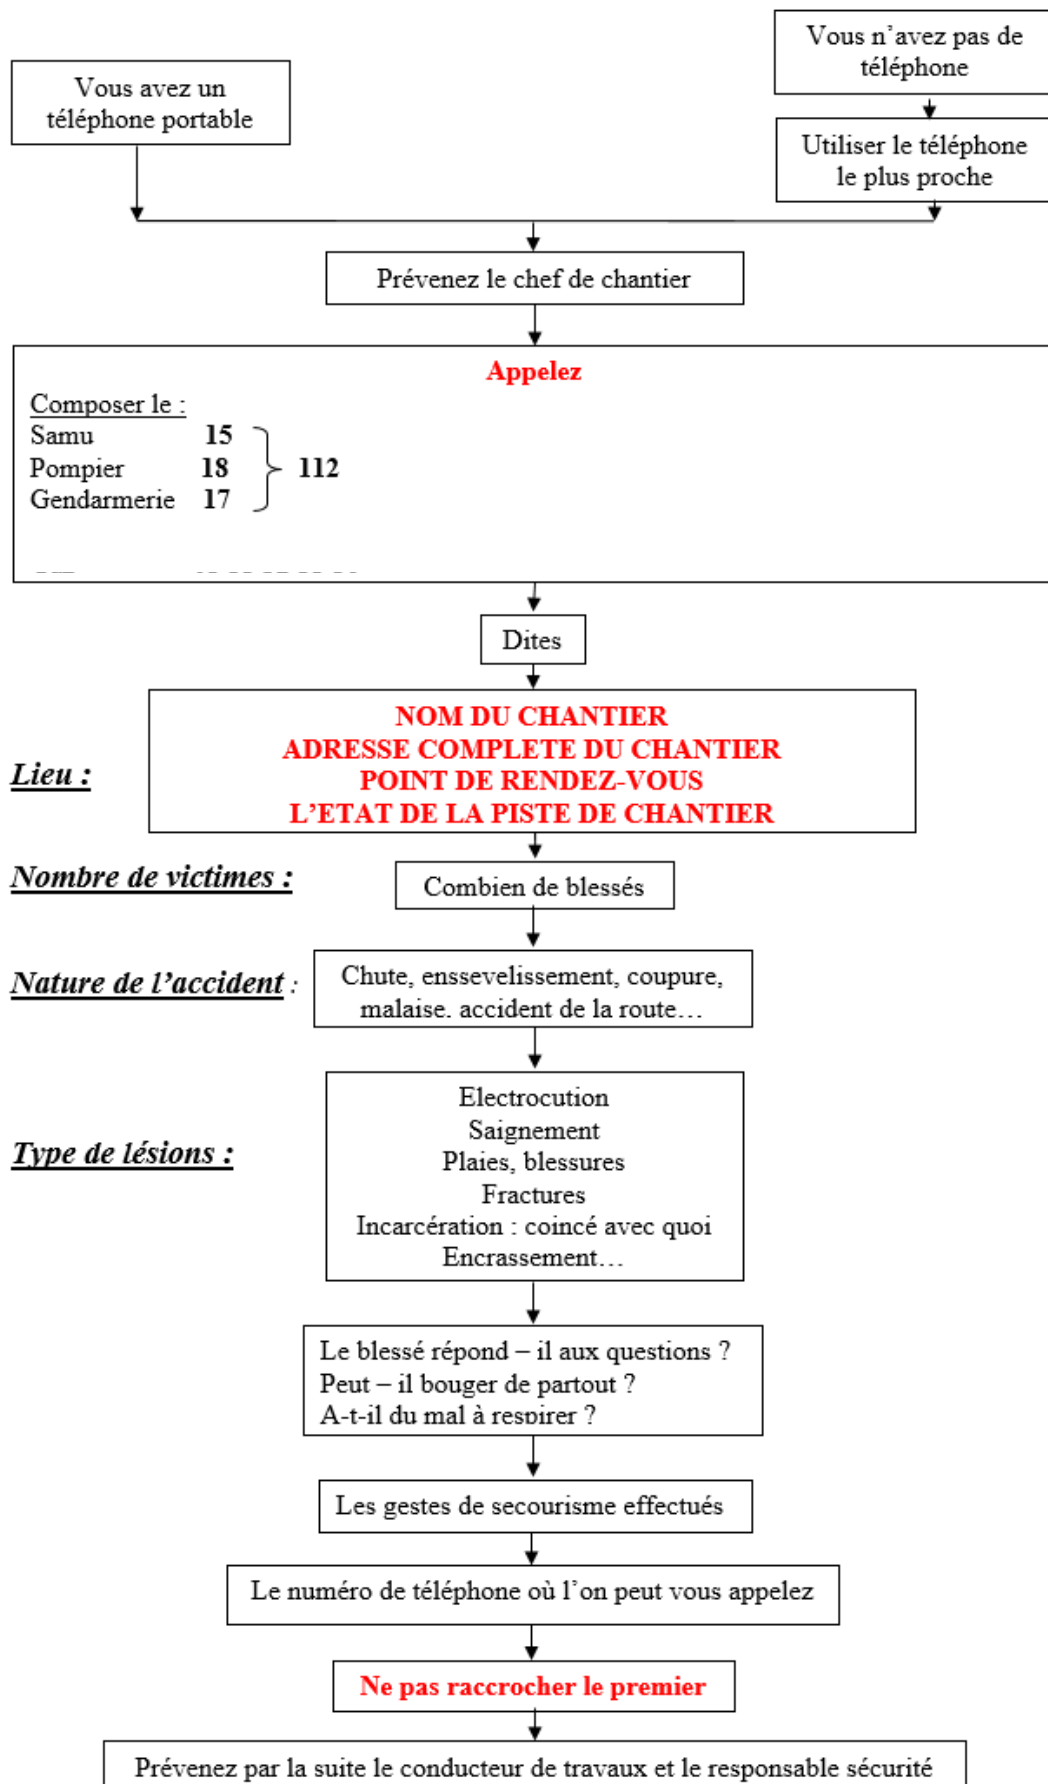 Vous n’avez pas de
téléphone
Vous avez un
téléphone portable
Utiliser le téléphone
le plus proche
Prévenez le chef de chantier
Appelez
Composer le :
Samu 15
Pompier 18 112
Gendarmerie 17
Dites
Lieu :
NOM DU CHANTIER
ADRESSE COMPLETE DU CHANTIER
POINT DE RENDEZ-VOUS
L’ETAT DE LA PISTE DE CHANTIER
Nombre de victimes :
Combien de blessés
Nature de l’accident :
Chute, enssevelissement, coupure,
malaise. accident de la route…
Type de lésions :
Electrocution
Saignement
Plaies, blessures
Fractures
Incarcération : coincé avec quoi
Encrassement…
Le blessé répond – il aux questions ?
Peut – il bouger de partout ?
A-t-il du mal à respirer ?
Les gestes de secourisme effectués
Le numéro de téléphone où l’on peut vous appelez
Ne pas raccrocher le premier
Prévenez par la suite le conducteur de travaux et le responsable sécurité